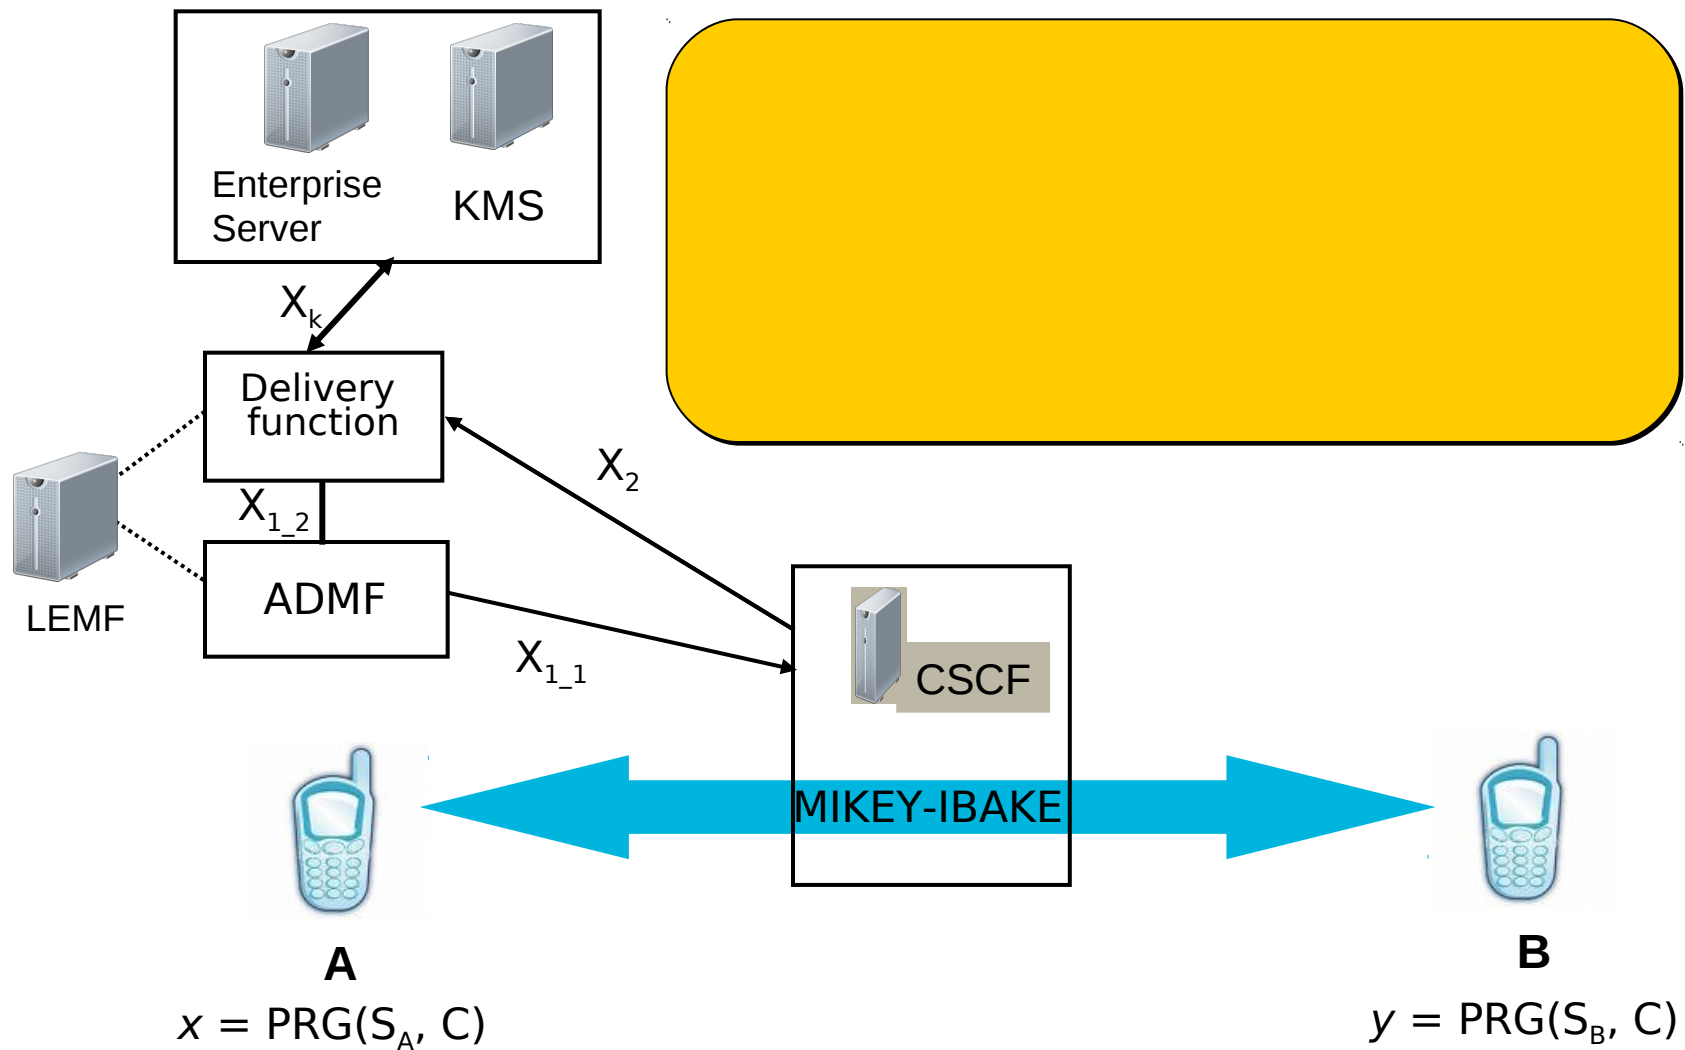 Enterprise
Server
KMS
Xk
Delivery
function
X2
X1_2
ADMF
LEMF
X1_1
CSCF
MIKEY-IBAKE
A
B
x = PRG(SA, C)
y = PRG(SB, C)